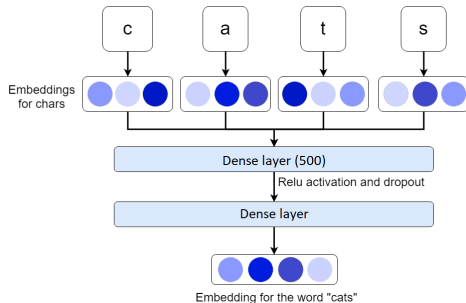 c a t s
Embeddings
for chars
Dense layer (500)
Relu activation and dropout
Dense layer
Embedding for the word "cats"